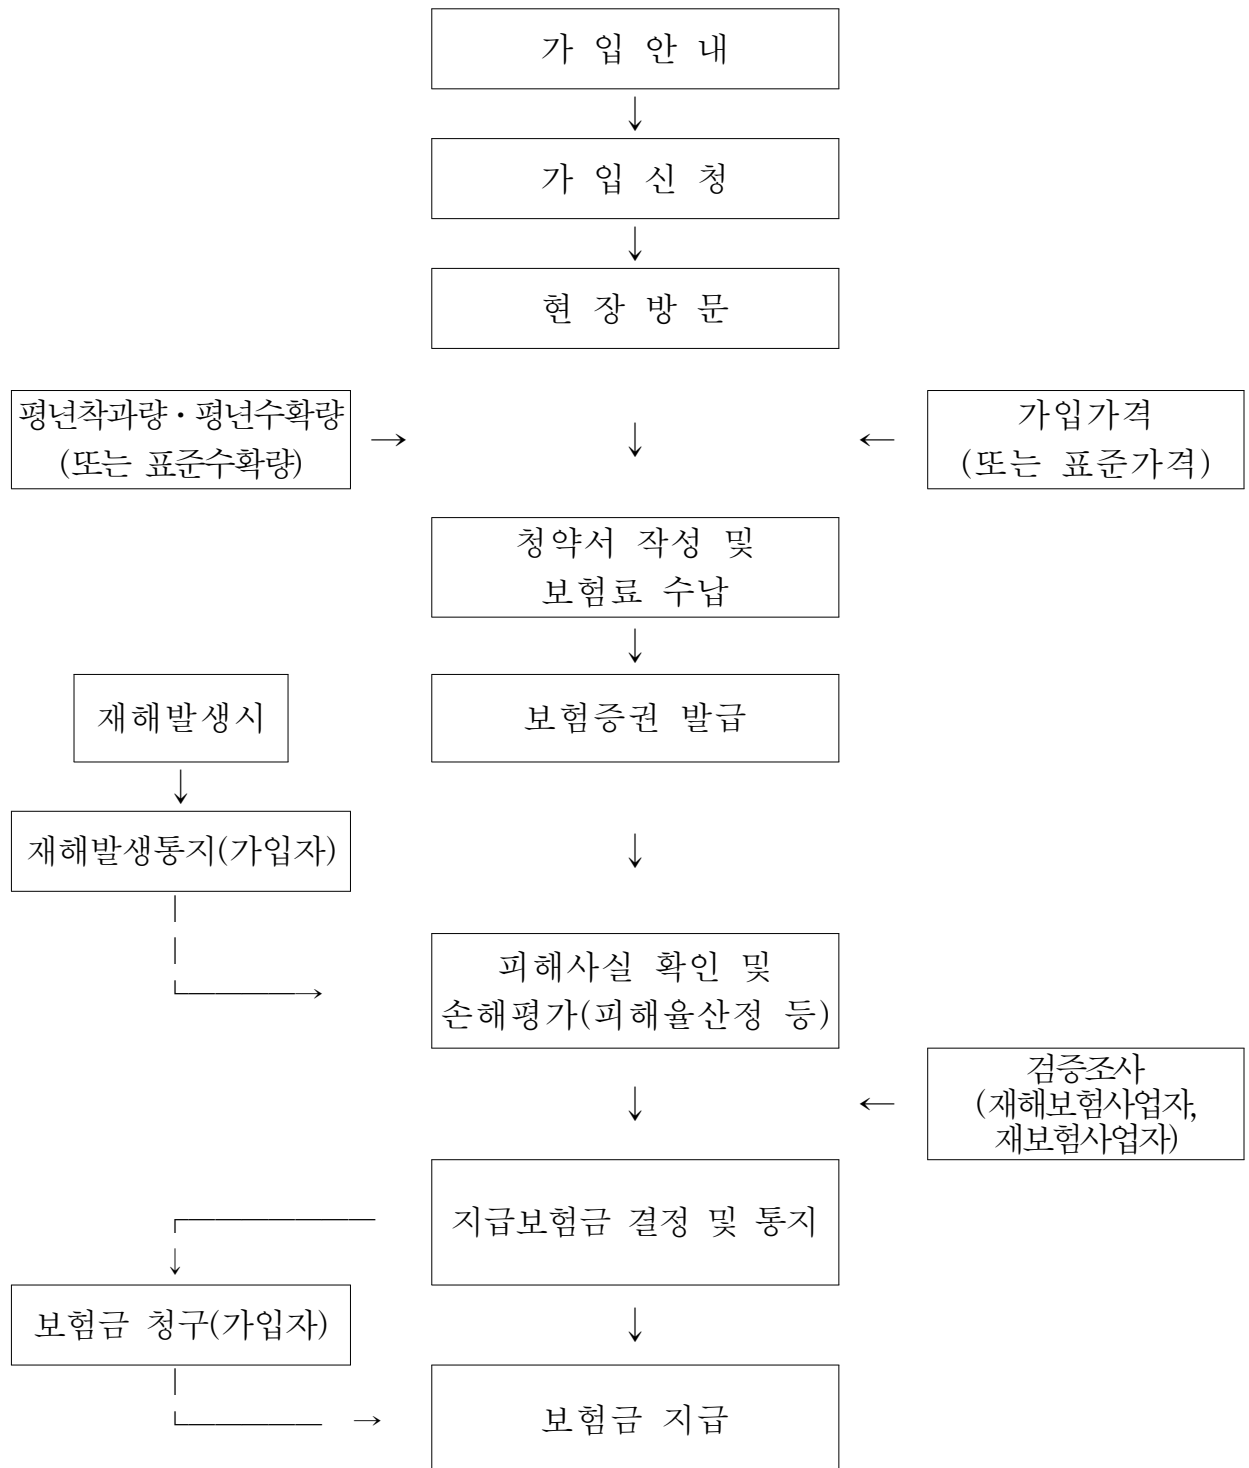 가 입 안 내
↓
가 입 신 청
↓
현 장 방 문
평년착과량·평년수확량
(또는 표준수확량)
→
↓
←
가입가격
(또는 표준가격)
청약서 작성 및
보험료 수납
↓
재해발생시
보험증권 발급
↓
재해발생통지(가입자)
↓
피해사실 확인 및
손해평가(피해율산정 등)
↓
←
검증조사
(재해보험사업자,
재보험사업자)
지급보험금 결정 및 통지
↓
보험금 청구(가입자)
↓
→
보험금 지급